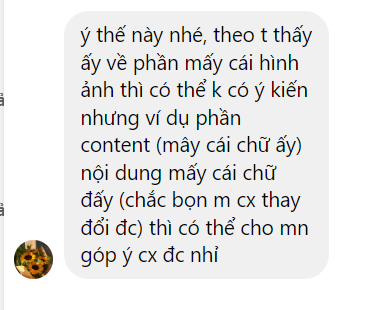 ý thế này nhé, theo t thấy
ấy về phần mấy cái hình
ảnh thì có thể k có ý kiến
nhưng ví dụ phần
content (mây cái chữ ấy)
nội dung mấy cái chữ
đấy (chắc bọn m cx thay
đổi đc) thì có thể cho mn
góp ý cx đc nhỉ